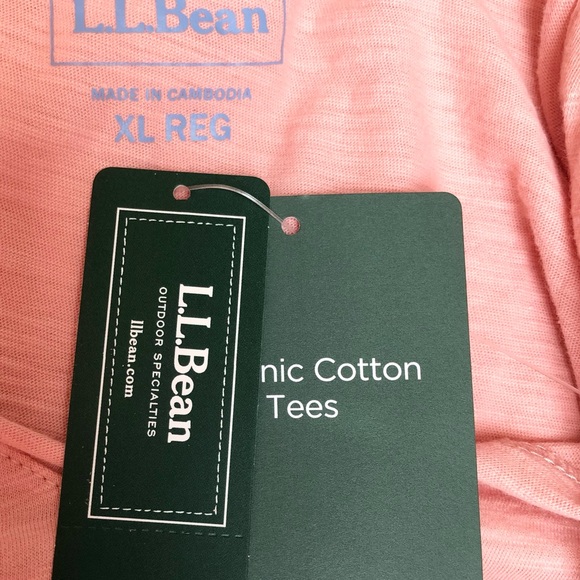 L.L.Bean
MADE IN CAMBODIA
XL REG
L.L.Bean
OUTDOOR SPECIALTIES
llbean.com
nic Cotton
Tees